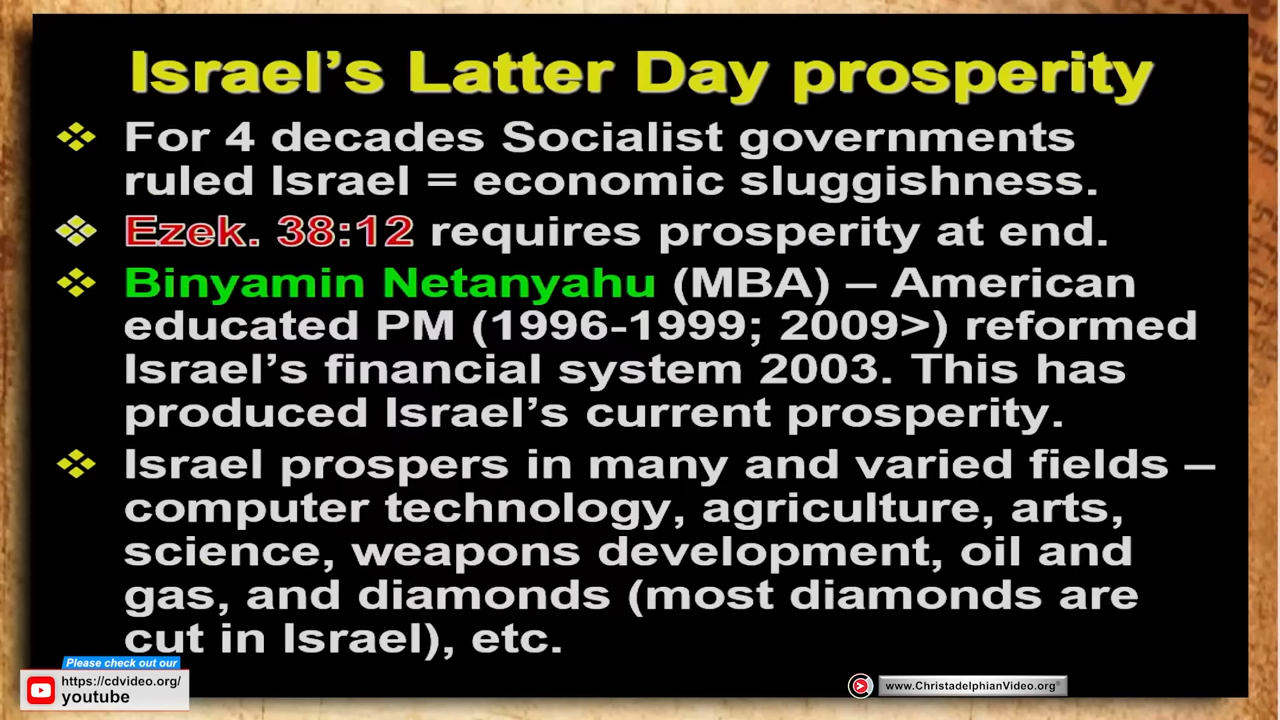 Israel’s Latter Day prosperity
For 4 decades Socialist governments
ruled Israel = economic sluggishness.
Ezek. 38:12 requires prosperity at end.
Binyamin Netanyahu (MBA) – American
educated PM (1996-1999; 2009>) reformed
Israel’s financial system 2003. This has
produced Israel’s current prosperity.
Israel prospers in many and varied fields –
computer technology, agriculture, arts,
science, weapons development, oil and
gas, and diamonds (most diamonds are
cut in Israel), etc.
Please check out our
https://cdvideo.org/
youtube
www.ChristadelphianVideo.org